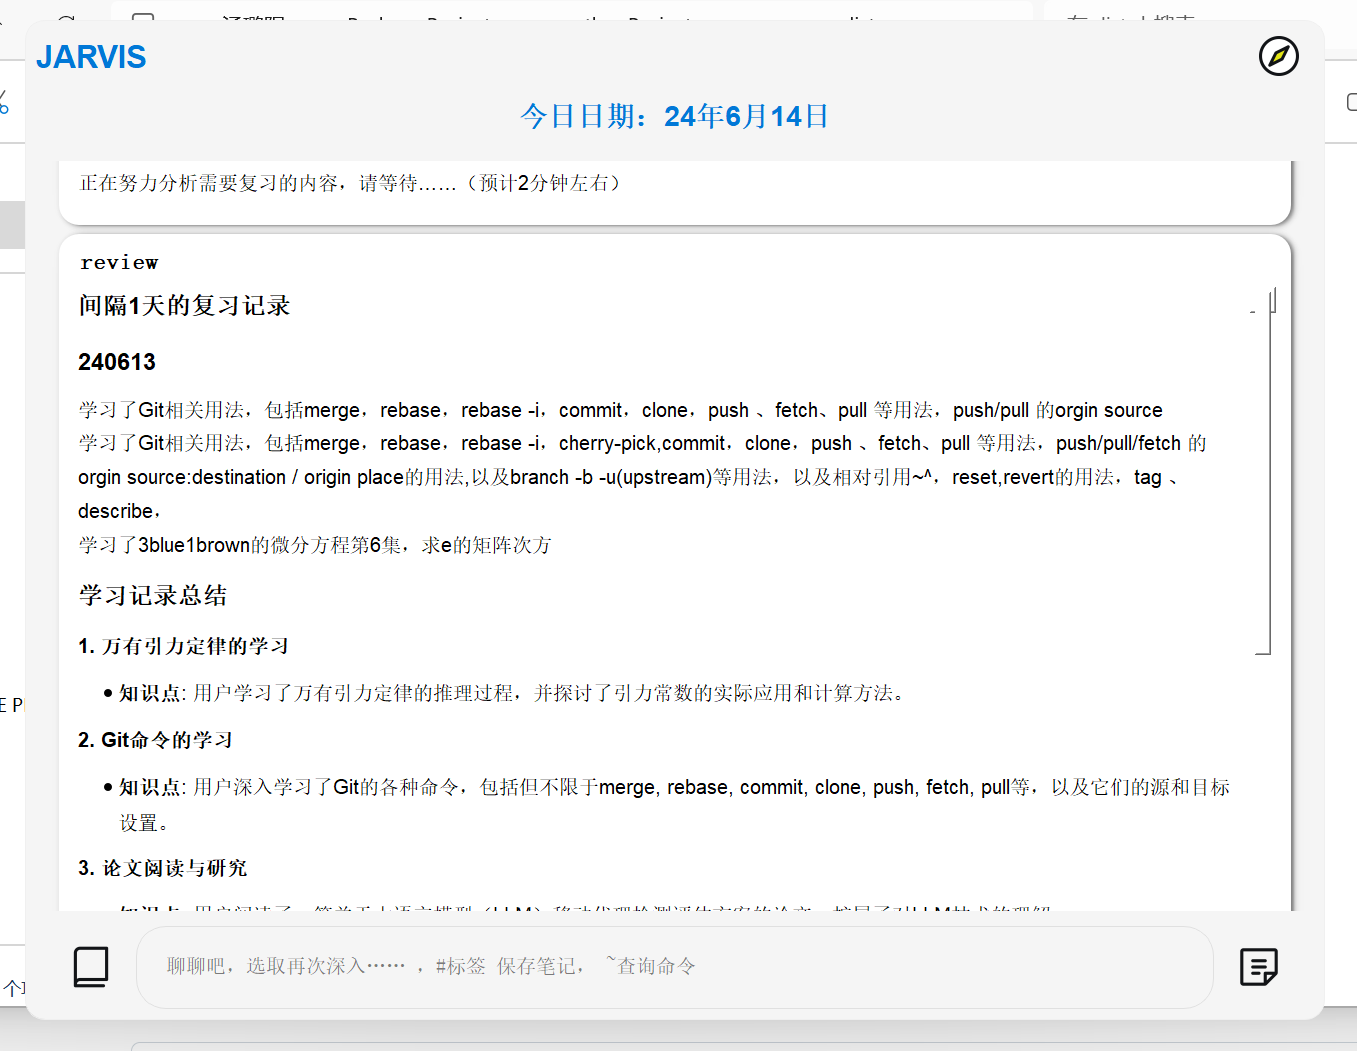 JARVIS
今日日期：24年6月14日
正在努力分析需要复习的内容，请等待……（预计2分钟左右）
review
间隔1天的复习记录
240613
学习了Git相关用法，包括merge，rebase，rebase -i，commit，clone，push 、fetch、pull 等用法，push/pull 的orgin source
学习了Git相关用法，包括merge，rebase，rebase -i，cherry-pick,commit，clone，push 、fetch、pull 等用法，push/pull/fetch 的
orgin source:destination / origin place的用法,以及branch -b -u(upstream)等用法，以及相对引用~^，reset,revert的用法，tag 、
describe，
学习了3blue1brown的微分方程第6集，求e的矩阵次方
学习记录总结
1. 万有引力定律的学习
• 知识点: 用户学习了万有引力定律的推理过程，并探讨了引力常数的实际应用和计算方法。
2. Git命令的学习
• 知识点: 用户深入学习了Git的各种命令，包括但不限于merge, rebase, commit, clone, push, fetch, pull等，以及它们的源和目标
设置。
3. 论文阅读与研究
聊聊吧，选取再次深入…… ，#标签 保存笔记， ~查询命令